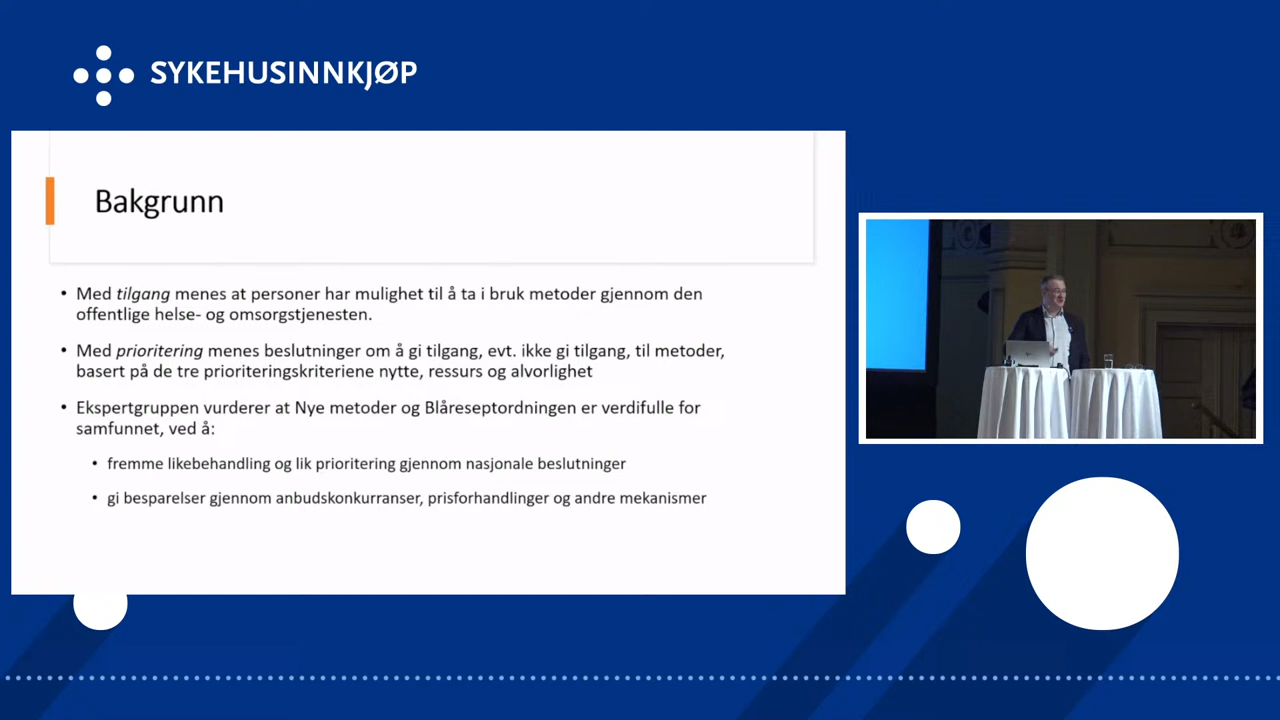 SYKEHUSINNKJØP
Bakgrunn
• Med tilgang menes at personer har mulighet til å ta i bruk metoder gjennom den
offentlige helse- og omsorgstjenesten.
• Med prioritering menes beslutninger om å gi tilgang, evt. ikke gi tilgang, til metoder,
basert på de tre prioriteringskriteriene nytte, ressurs og alvorlighet
• Ekspertgruppen vurderer at Nye metoder og Blåreseptordningen er verdifulle for
samfunnet, ved å:
• fremme likebehandling og lik prioritering gjennom nasjonale beslutninger
• gi besparelser gjennom anbudskonkurranser, prisforhandlinger og andre mekanismer